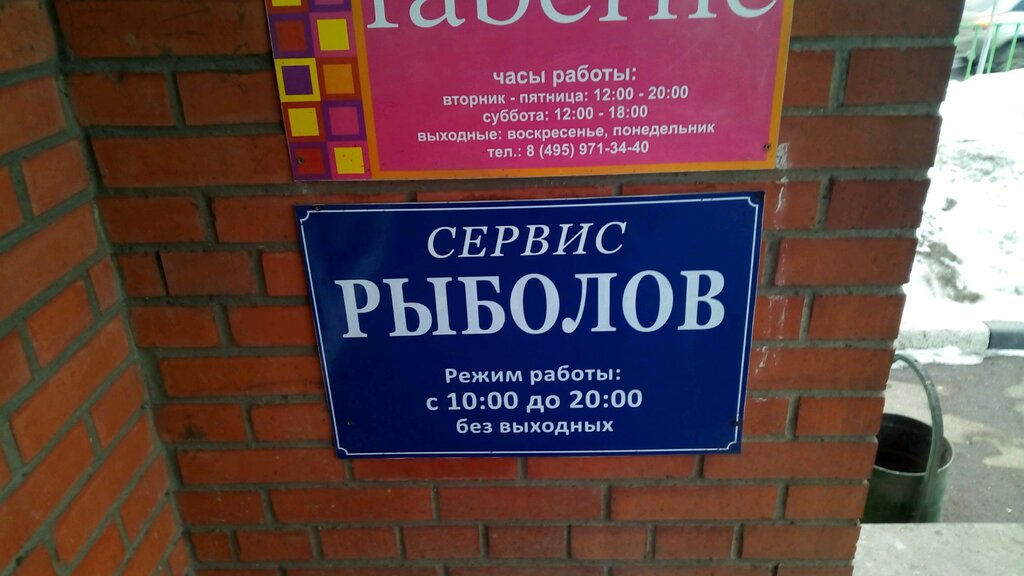 часы работы:
вторник - пятница: 12:00 - 20:00
суббота: 12:00 - 18:00
выходные: воскресенье, понедельник
тел.: 8 (495) 971-34-40
СЕРВИС
РЫБОЛОВ
Режим работы:
с 10:00 до 20:00
без выходных